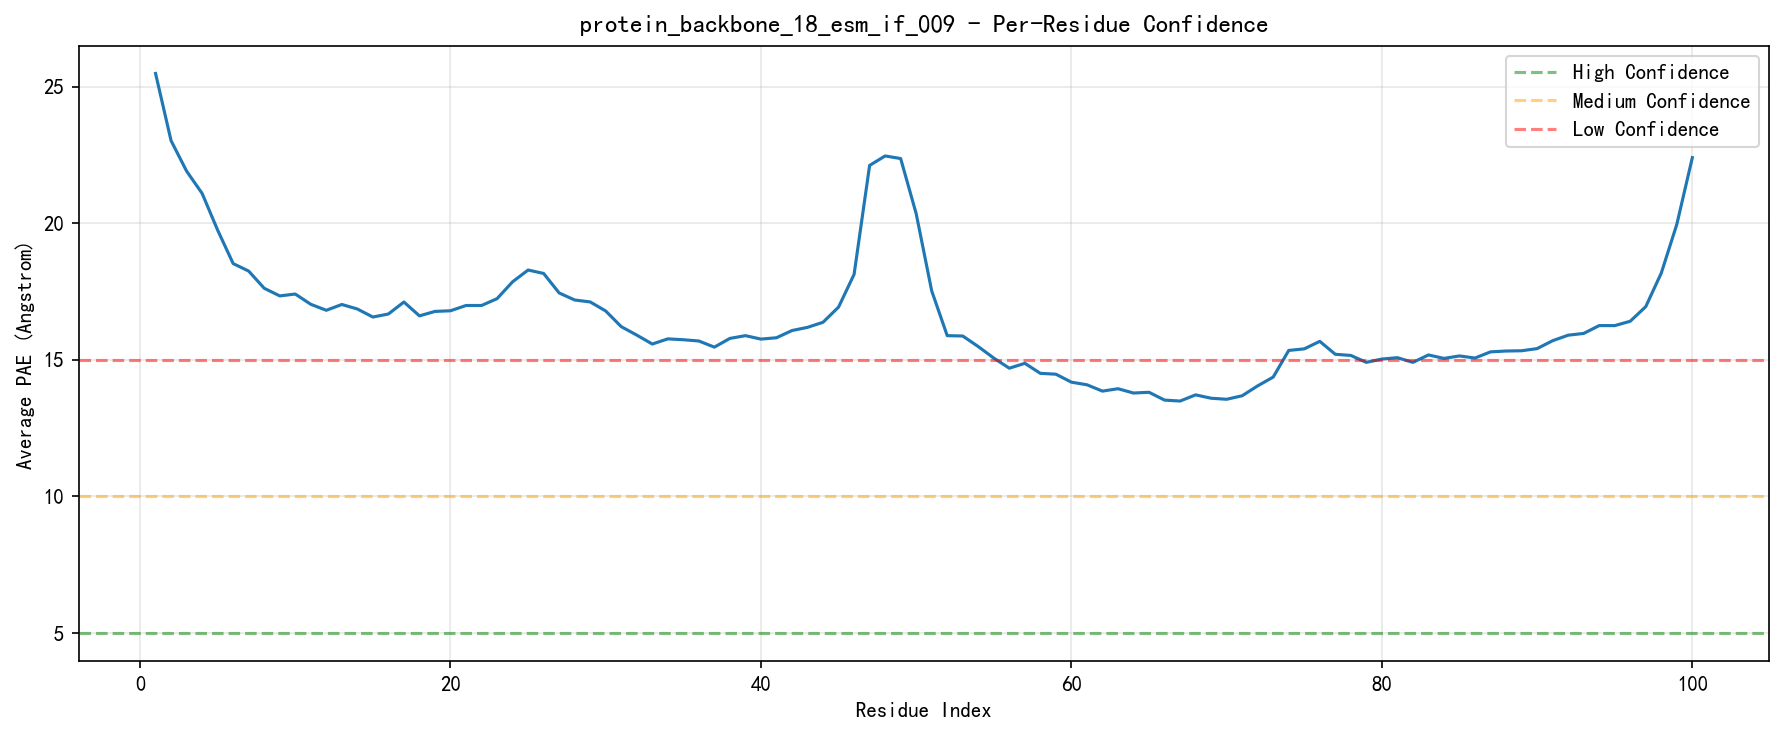 protein_backbone_18_esm_if_009 - Per-Residue Confidence
High Confidence
Medium Confidence
Low Confidence
Average PAE (Angstrom)
25
20
15
10
5
0 20 40 60 80 100
Residue Index